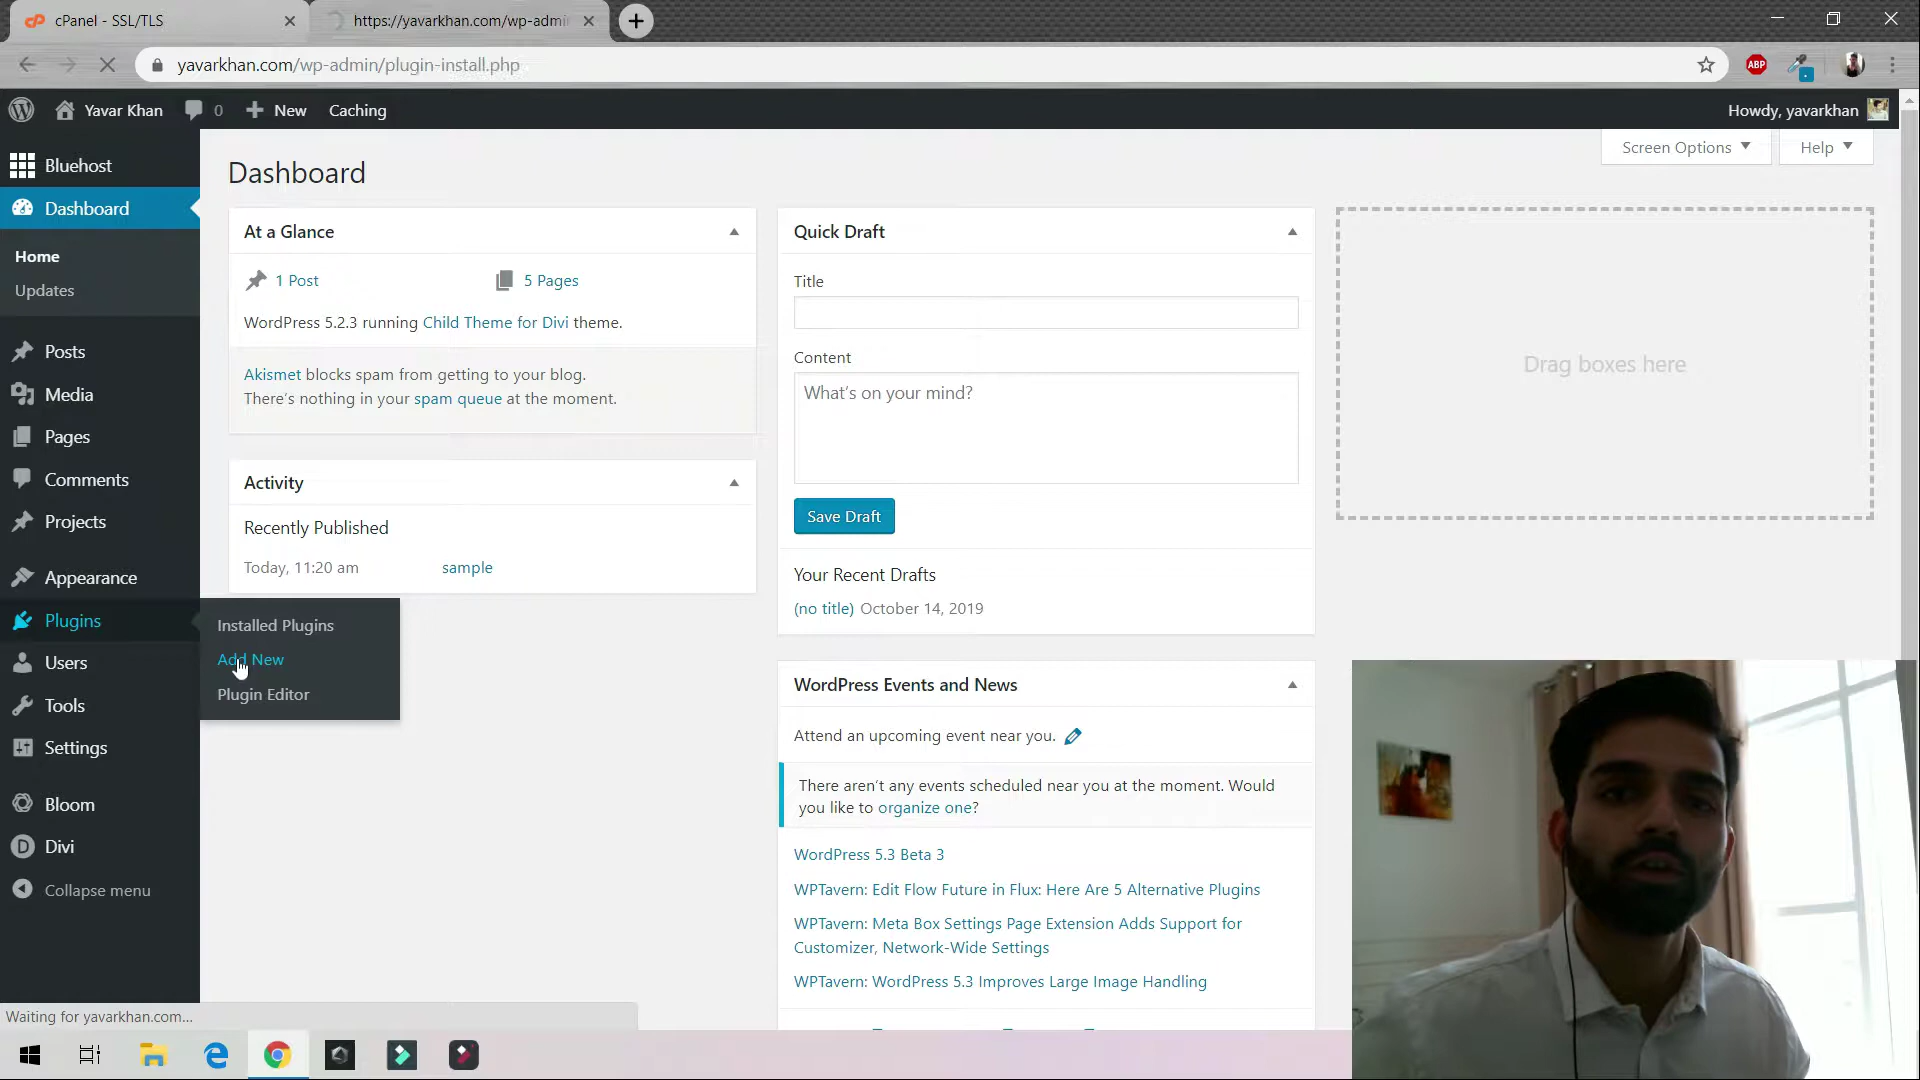 cPanel - SSL/TLS
https://yavarkhan.com/wp-admi
yavarkhan.com/wp-admin/plugin-install.php
ABP
Yavar Khan
0
New
Caching
Howdy, yavarkhan
Bluehost
Dashboard
Home
Updates
Posts
Media
Pages
Comments
Projects
Appearance
Plugins
Users
Tools
Settings
Bloom
Divi
Collapse menu
Installed Plugins
Add New
Plugin Editor
Dashboard
Screen Options
Help
At a Glance
1 Post
5 Pages
WordPress 5.2.3 running Child Theme for Divi theme.
Akismet blocks spam from getting to your blog.
There's nothing in your spam queue at the moment.
Activity
Recently Published
Today, 11:20 am
sample
Quick Draft
Title
Content
What's on your mind?
Save Draft
Your Recent Drafts
(no title) October 14, 2019
WordPress Events and News
Attend an upcoming event near you.
There aren't any events scheduled near you at the moment. Would
you like to organize one?
WordPress 5.3 Beta 3
WPTavern: Edit Flow Future in Flux: Here Are 5 Alternative Plugins
WPTavern: Meta Box Settings Page Extension Adds Support for
Customizer, Network-Wide Settings
WPTavern: WordPress 5.3 Improves Large Image Handling
Drag boxes here
Waiting for yavarkhan.com...